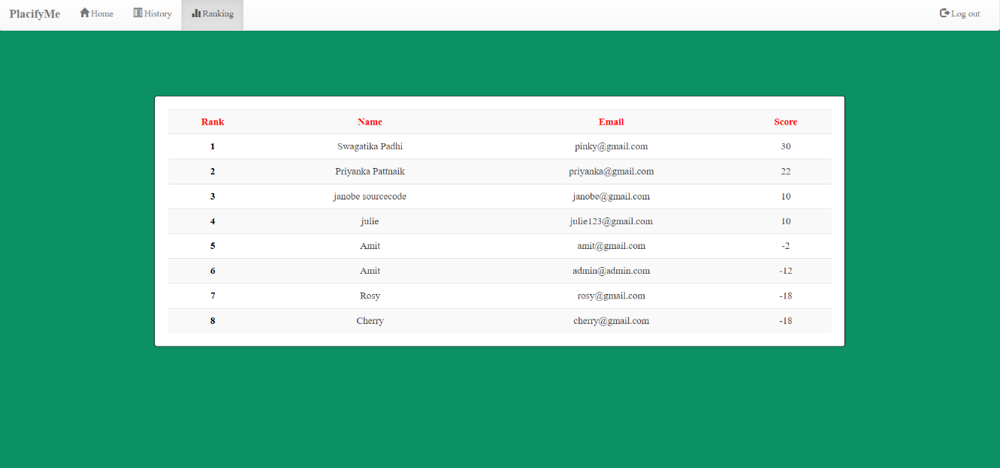 PlacifyMe Home History Ranking Log out
Rank Name Email Score
1 Swagatika Padhi pinky@gmail.com 30
2 Priyanka Pattnaik priyanka@gmail.com 22
3 janobe sourcecode janobe@gmail.com 10
4 julie julie123@gmail.com 10
5 Amit amit@gmail.com -2
6 Amit admin@admin.com -12
7 Rosy rosy@gmail.com -18
8 Cherry cherry@gmail.com -18